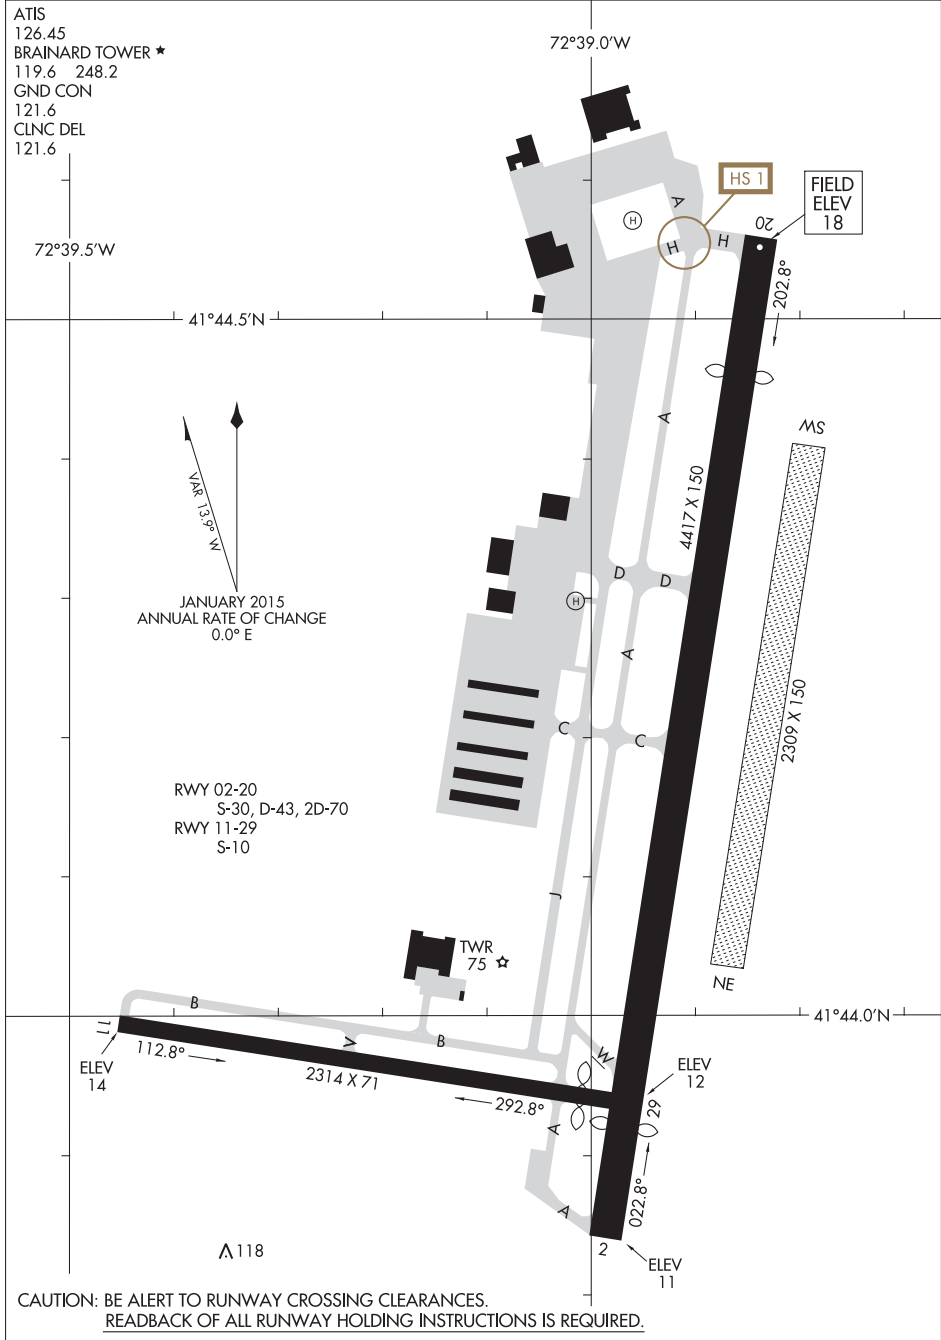 ATIS
126.45
BRAINARD TOWER ★
119.6 248.2
GND CON
121.6
CLNC DEL
121.6
72°39.0'W
72°39.5'W
HS 1
FIELD
ELEV
18
A
H
H
H
20
202.8°
41°44.5'N
VAR 13.9° W
JANUARY 2015
ANNUAL RATE OF CHANGE
0.0° E
A
4417 X 150
SW
D
D
H
A
C
C
2309 X 150
NE
RWY 02-20
S-30, D-43, 2D-70
RWY 11-29
S-10
J
TWR
75
B
B
V
W
41°44.0'N
11
ELEV
14
112.8°
2314 X 71
292.8°
ELEV
12
29
A
A
022.8°
2
ELEV
11
118
CAUTION: BE ALERT TO RUNWAY CROSSING CLEARANCES.
READBACK OF ALL RUNWAY HOLDING INSTRUCTIONS IS REQUIRED.